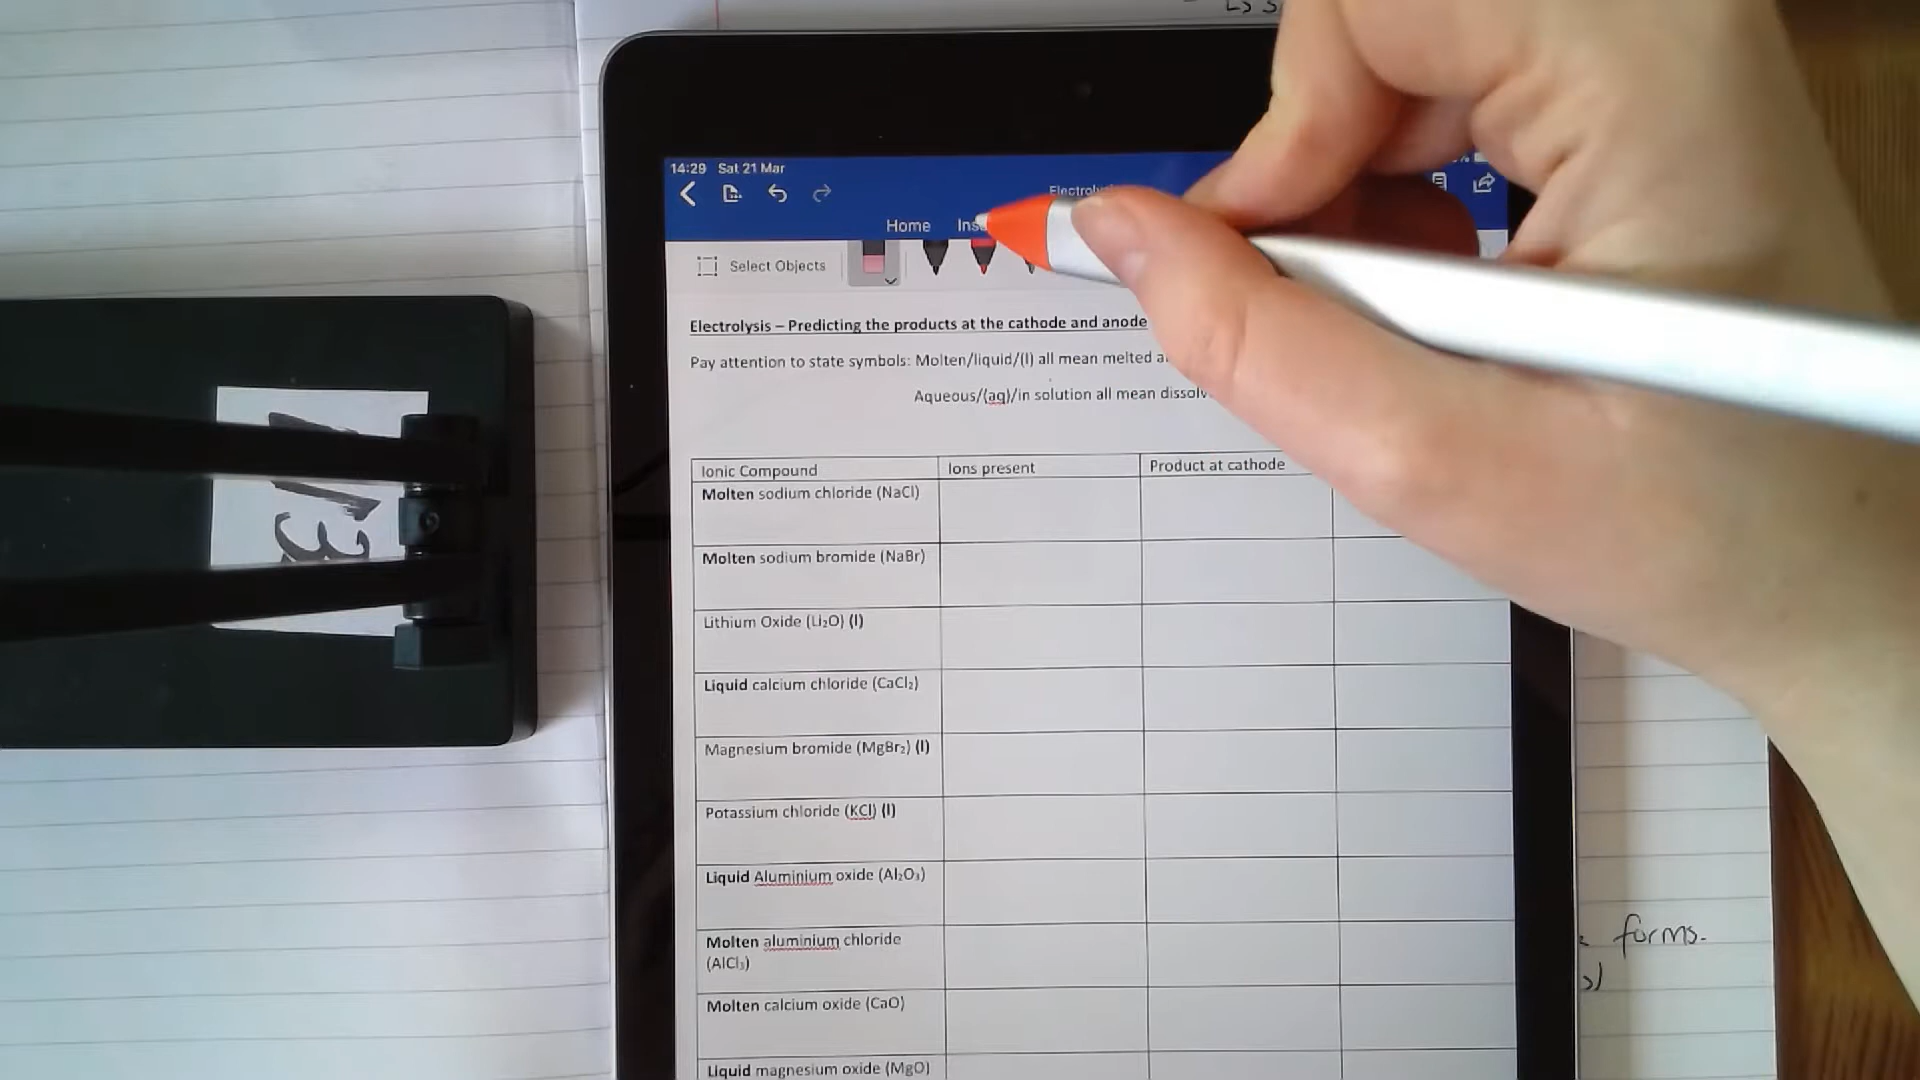 14:29 Sat 21 Mar
Home
Select Objects
Electrolysis – Predicting the products at the cathode and anode
Pay attention to state symbols: Molten/liquid/(l) all mean melted
Aqueous/(aq)/in solution all mean
Ionic Compound Ions present Product at cathode
Molten sodium chloride (NaCl)
Molten sodium bromide (NaBr)
Lithium Oxide (Li₂O) (l)
Liquid calcium chloride (CaCl₂)
Magnesium bromide (MgBr₂) (l)
Potassium chloride (KCl) (l)
Liquid Aluminium oxide (Al₂O₃)
Molten aluminium chloride
(AlCl₃)
Molten calcium oxide (CaO)
Liquid magnesium oxide (MgO)
forms.